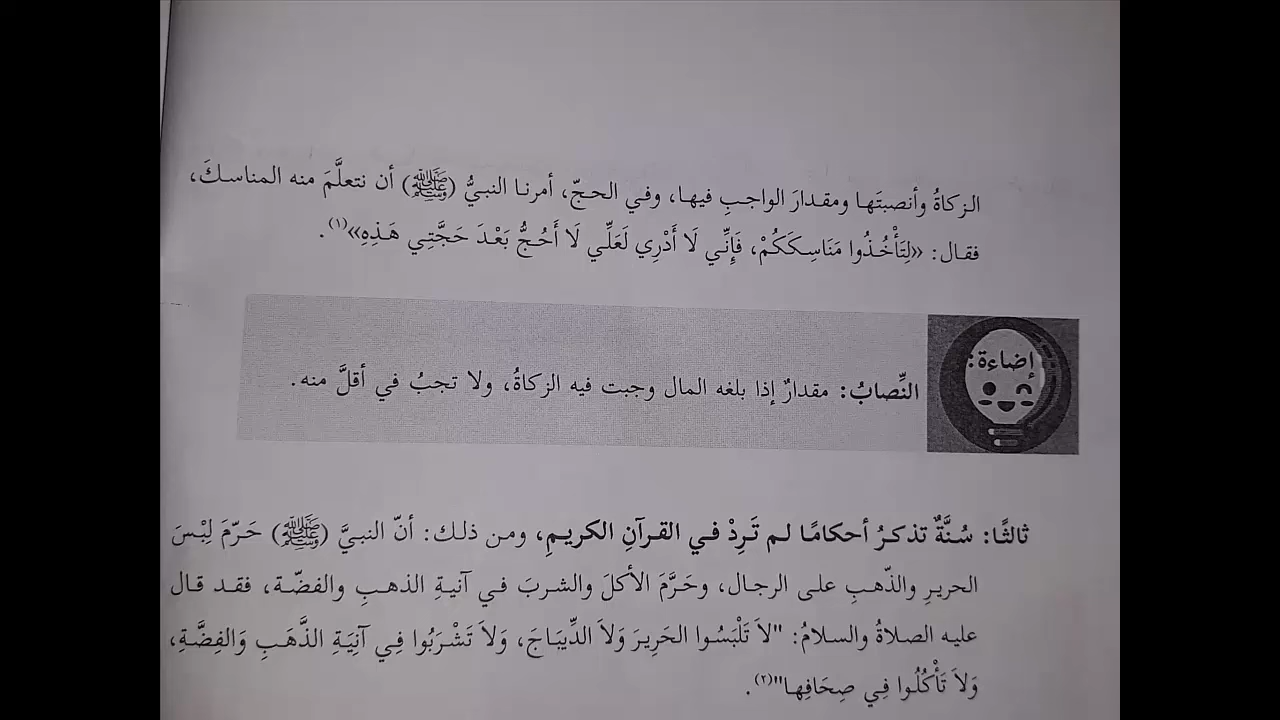 الزكاةُ وأنصبتَها ومقدارَ الواجبِ فيها، وفي الحجّ، أمرنا النبيُّ (ﷺ) أن نتعلَّمَ منه المناسكَ،
فقال: «لِتَأْخُذُوا مَنَاسِكَكُمْ، فَإِنِّي لَا أَدْرِي لَعَلِّي لَا أَحُجُّ بَعْدَ حَجَّتِي هَذِهِ»(١).
إضاءة:
النِّصابُ: مقدارٌ إذا بلغه المال وجبت فيه الزكاةُ، ولا تجبُ في أقلَّ منه.
ثالثًا: سُنَّةٌ تذكرُ أحكامًا لم تَرِدْ في القرآنِ الكريمِ، ومن ذلك: أنّ النبيَّ (ﷺ) حَرّمَ لِبْسَ
الحريرِ والذّهبِ على الرجال، وحَرَّمَ الأكلَ والشربَ في آنيةِ الذهبِ والفضّة، فقد قال
عليه الصلاةُ والسلامُ: "لاَ تَلْبَسُوا الحَرِيرَ وَلاَ الدِّيبَاجَ، وَلاَ تَشْرَبُوا فِي آنِيَةِ الذَّهَبِ وَالفِضَّةِ،
وَلاَ تَأْكُلُوا فِي صِحَافِها"(٢).